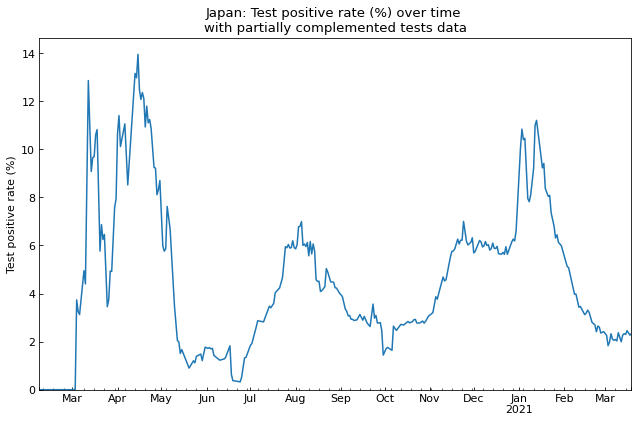 Japan: Test positive rate (%) over time
with partially complemented tests data
Test positive rate (%)
14
12
10
8
6
4
2
0
Mar Apr May Jun Jul Aug Sep Oct Nov Dec Jan Feb Mar
2021